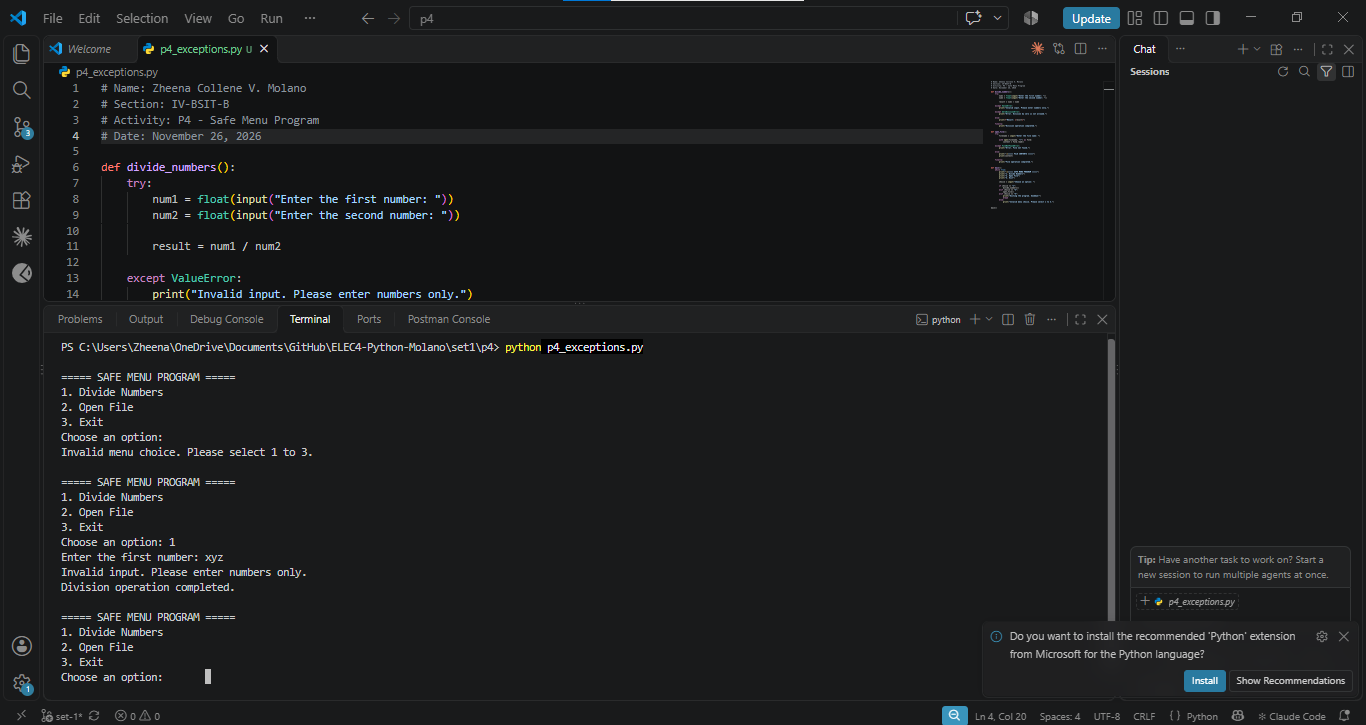 File Edit Selection View Go Run ··· p4 Update
Welcome p4_exceptions.py U
p4_exceptions.py
1 # Name: Zheena Collene V. Molano
2 # Section: IV-BSIT-B
3 # Activity: P4 - Safe Menu Program
4 # Date: November 26, 2026
5
6 def divide_numbers():
7 try:
8 num1 = float(input("Enter the first number: "))
9 num2 = float(input("Enter the second number: "))
10
11 result = num1 / num2
12
13 except ValueError:
14 print("Invalid input. Please enter numbers only.")
Problems Output Debug Console Terminal Ports Postman Console python
PS C:\Users\Zheena\OneDrive\Documents\GitHub\ELEC4-Python-Molano\set1\p4> python p4_exceptions.py
===== SAFE MENU PROGRAM =====
1. Divide Numbers
2. Open File
3. Exit
Choose an option:
Invalid menu choice. Please select 1 to 3.
===== SAFE MENU PROGRAM =====
1. Divide Numbers
2. Open File
3. Exit
Choose an option: 1
Enter the first number: xyz
Invalid input. Please enter numbers only.
Division operation completed.
===== SAFE MENU PROGRAM =====
1. Divide Numbers
2. Open File
3. Exit
Choose an option:
Chat
Sessions
Tip: Have another task to work on? Start a
new session to run multiple agents at once.
p4_exceptions.py
Do you want to install the recommended 'Python' extension
from Microsoft for the Python language?
Install Show Recommendations
3
1
set-1* 0 0 Ln 4, Col 20 Spaces: 4 UTF-8 CRLF { } Python Claude Code